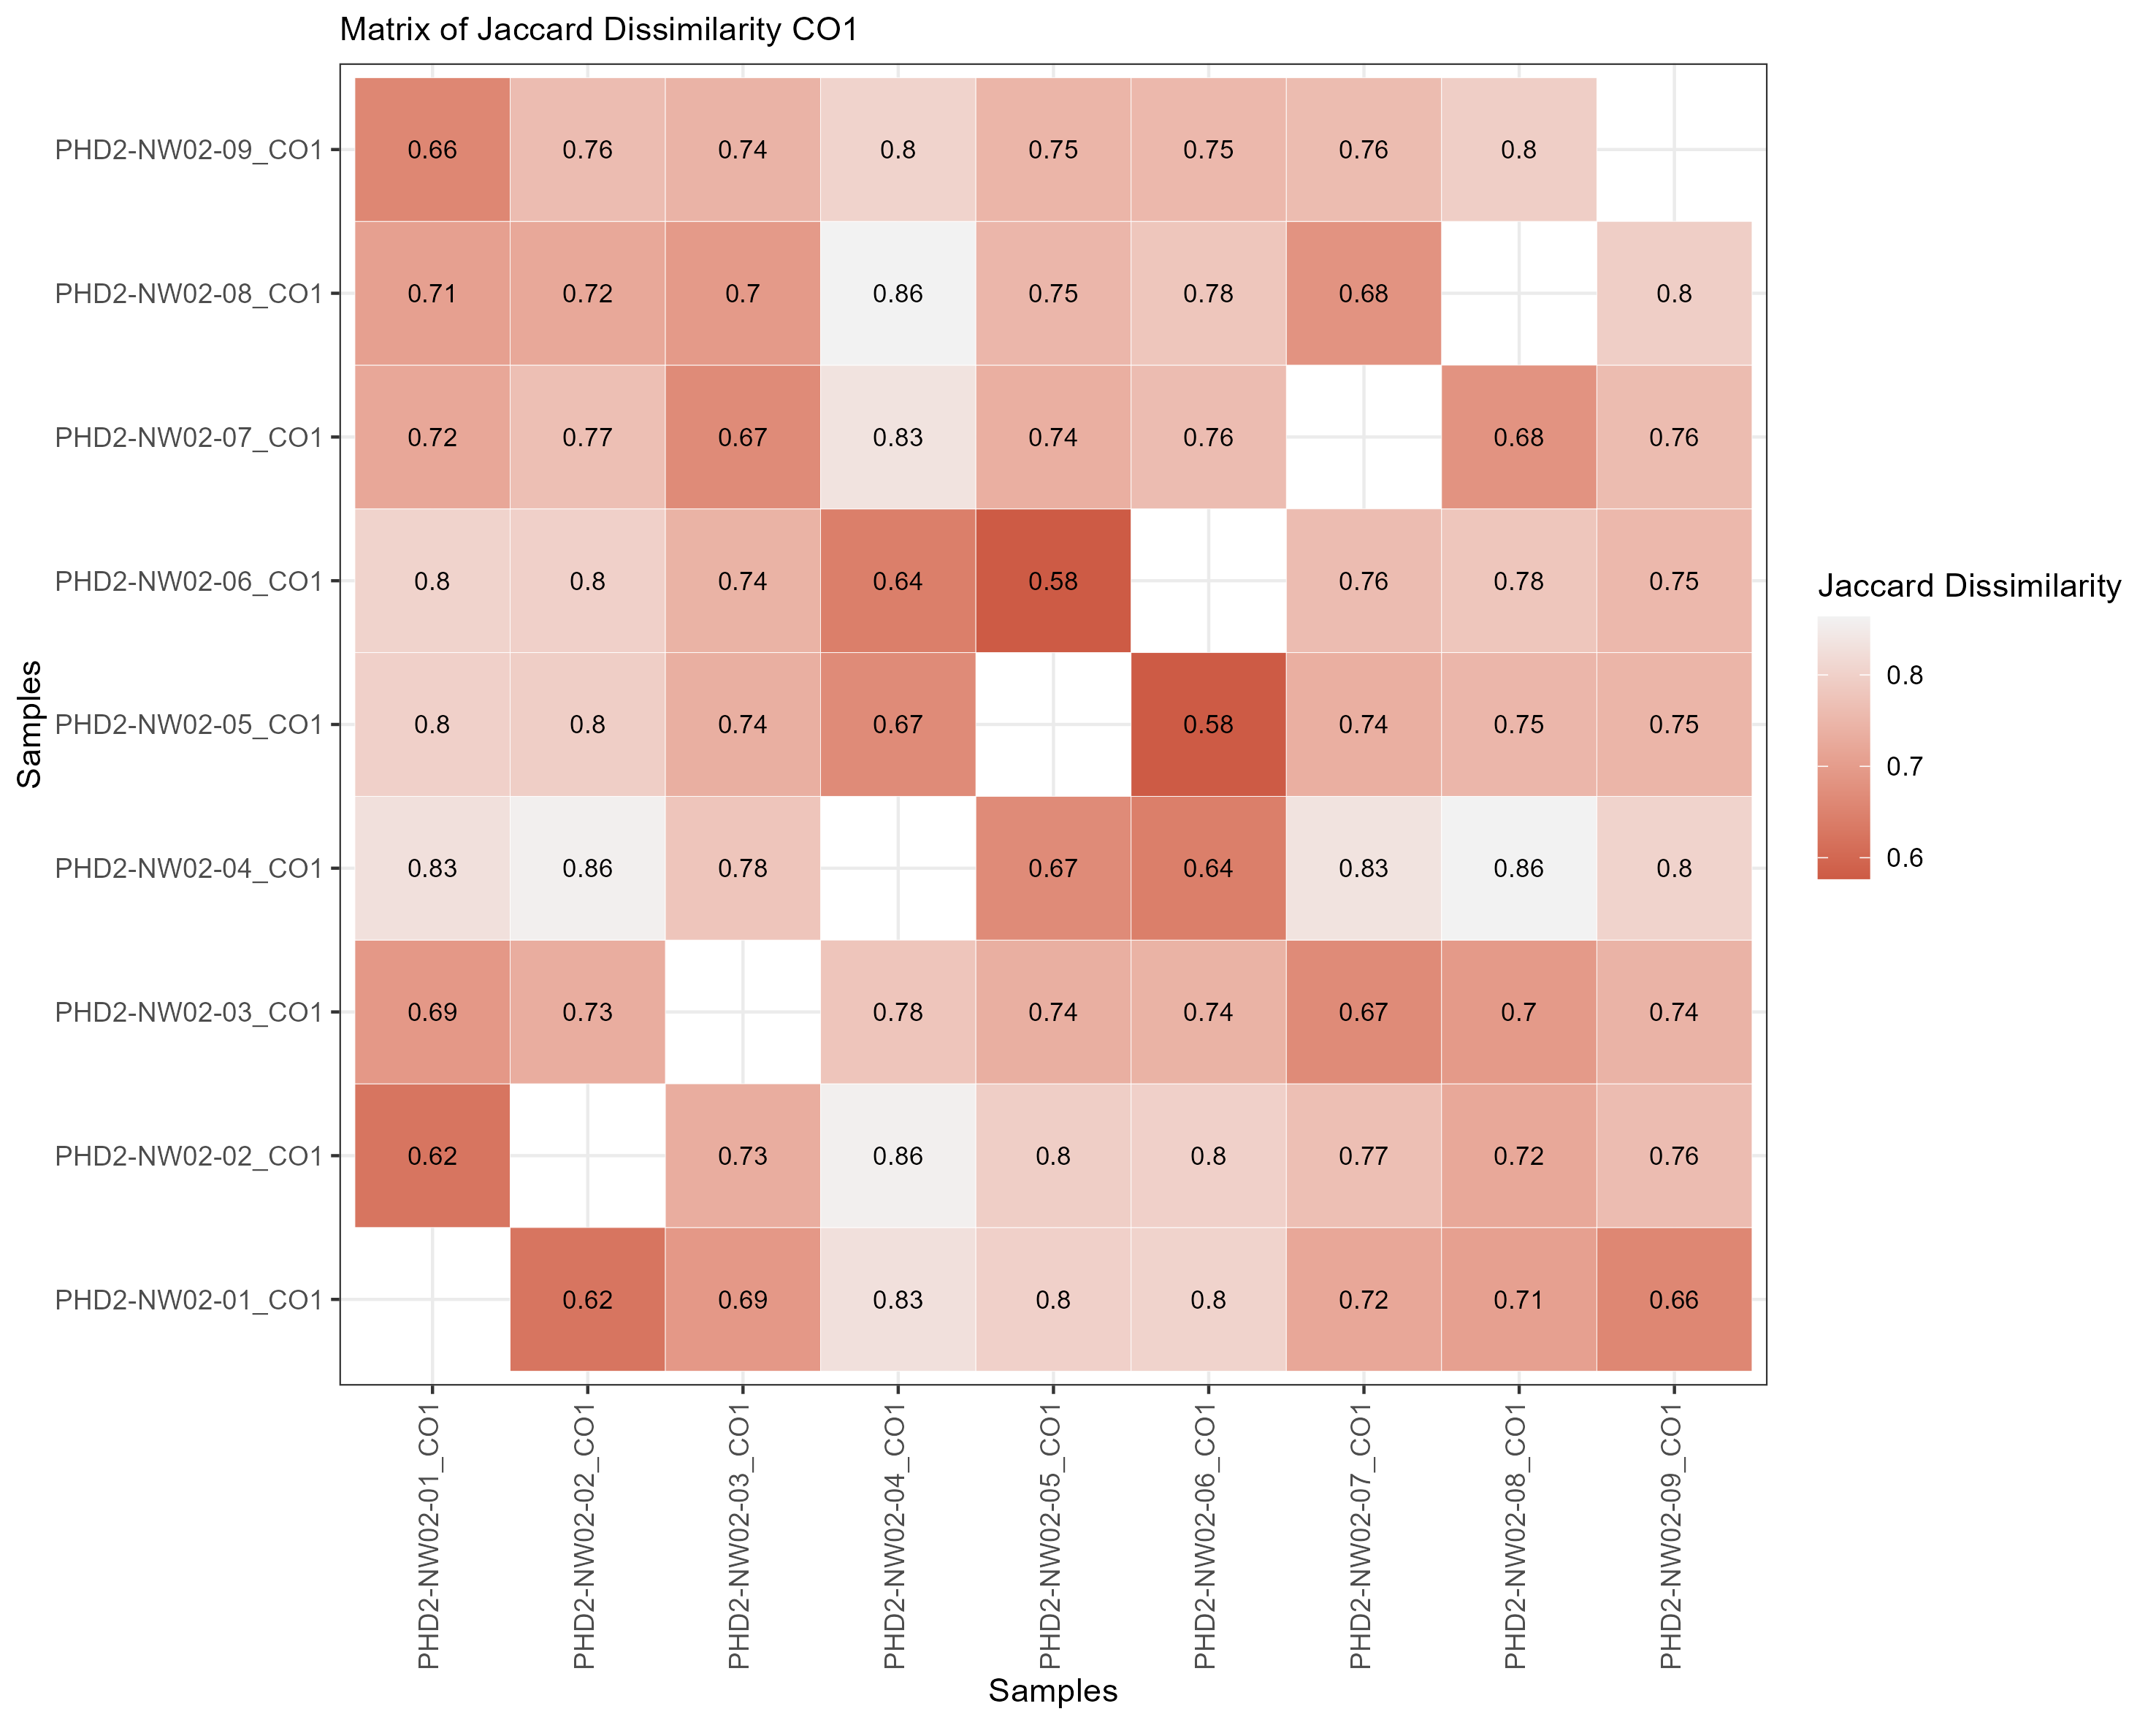 Matrix of Jaccard Dissimilarity CO1
PHD2-NW02-09_CO1 0.66 0.76 0.74 0.8 0.75 0.75 0.76 0.8
PHD2-NW02-08_CO1 0.71 0.72 0.7 0.86 0.75 0.78 0.68 0.8
PHD2-NW02-07_CO1 0.72 0.77 0.67 0.83 0.74 0.76 0.68 0.76
PHD2-NW02-06_CO1 0.8 0.8 0.74 0.64 0.58 0.76 0.78 0.75
PHD2-NW02-05_CO1 0.8 0.8 0.74 0.67 0.58 0.74 0.75 0.75
PHD2-NW02-04_CO1 0.83 0.86 0.78 0.67 0.64 0.83 0.86 0.8
PHD2-NW02-03_CO1 0.69 0.73 0.78 0.74 0.74 0.67 0.7 0.74
PHD2-NW02-02_CO1 0.62 0.73 0.86 0.8 0.8 0.77 0.72 0.76
PHD2-NW02-01_CO1 0.62 0.69 0.83 0.8 0.8 0.72 0.71 0.66
Samples
PHD2-NW02-01_CO1
PHD2-NW02-02_CO1
PHD2-NW02-03_CO1
PHD2-NW02-04_CO1
PHD2-NW02-05_CO1
PHD2-NW02-06_CO1
PHD2-NW02-07_CO1
PHD2-NW02-08_CO1
PHD2-NW02-09_CO1
Samples
Jaccard Dissimilarity
0.8
0.7
0.6